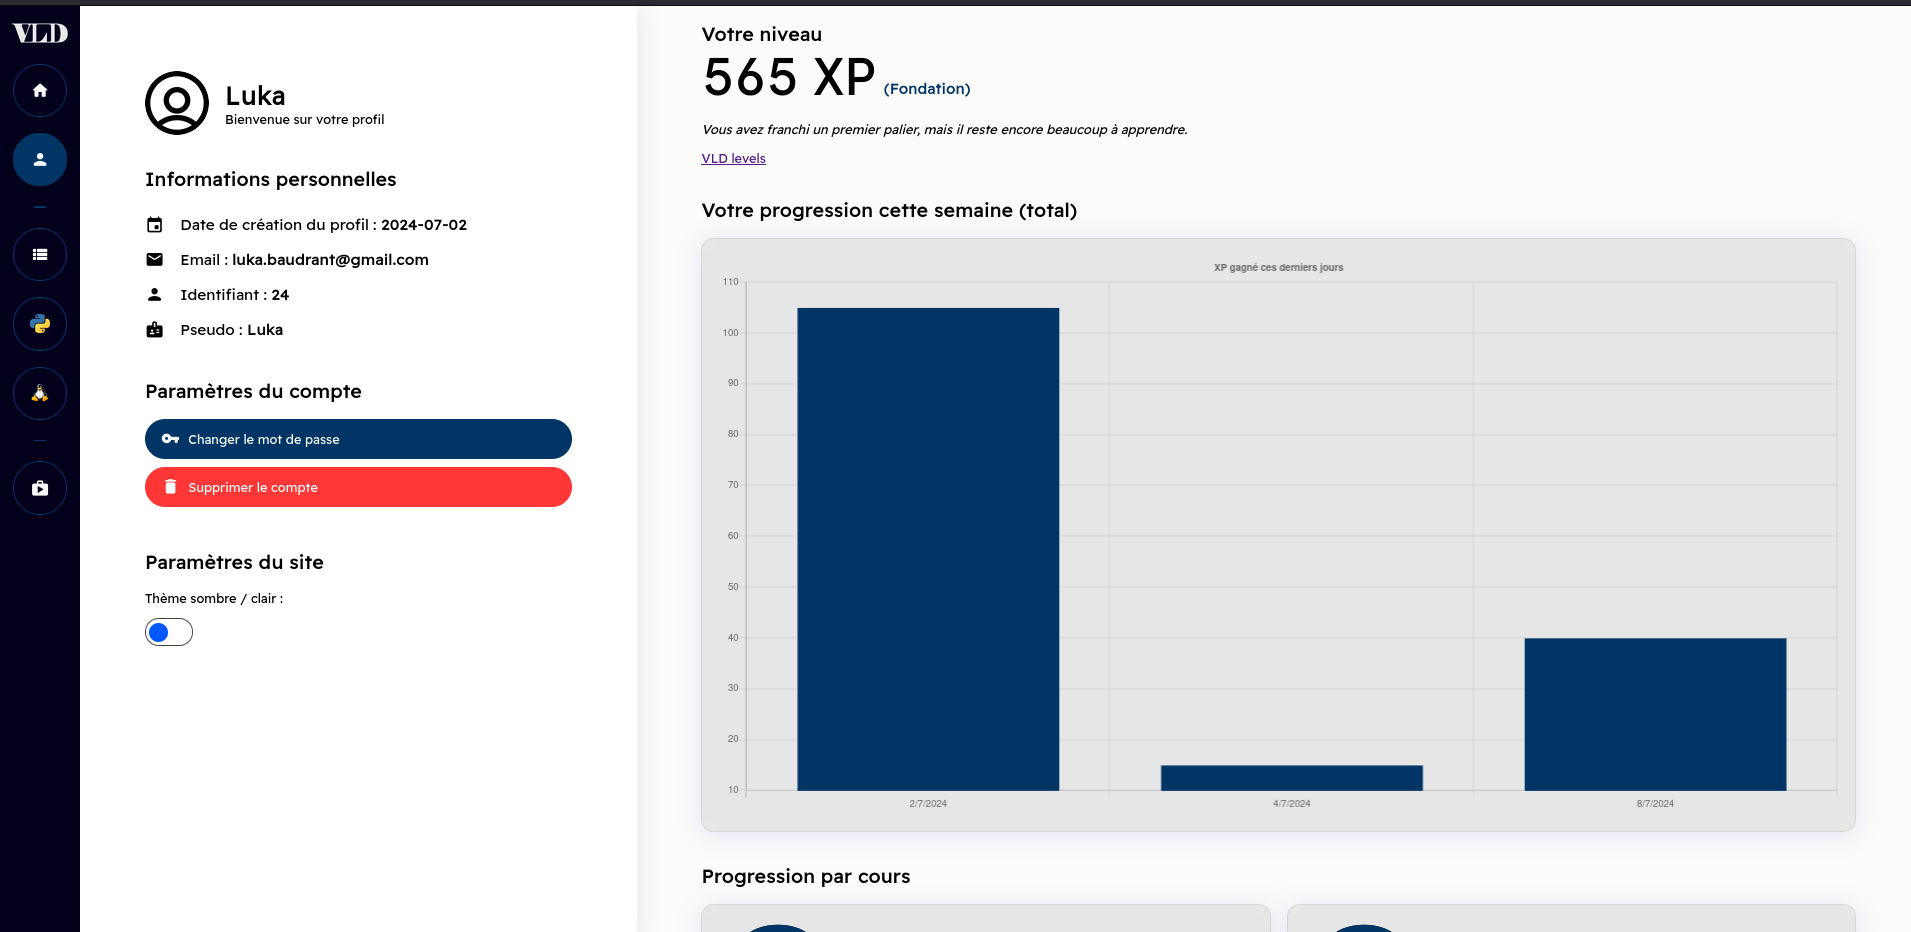 VLD
Luka
Bienvenue sur votre profil
Informations personnelles
Date de création du profil : 2024-07-02
Email : luka.baudrant@gmail.com
Identifiant : 24
Pseudo : Luka
Paramètres du compte
Changer le mot de passe
Supprimer le compte
Paramètres du site
Thème sombre / clair :
Votre niveau
565 XP (Fondation)
Vous avez franchi un premier palier, mais il reste encore beaucoup à apprendre.
VLD levels
Votre progression cette semaine (total)
XP gagné ces derniers jours
110
100
90
80
70
60
50
40
30
20
10
2/7/2024 4/7/2024 8/7/2024
Progression par cours